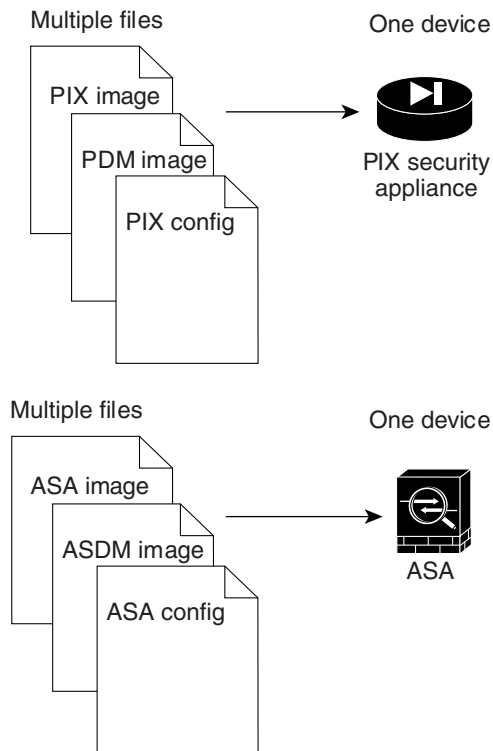 Multiple files
One device
PIX image
PDM image
PIX config
PIX security
appliance
Multiple files
One device
ASA image
ASDM image
ASA config
ASA